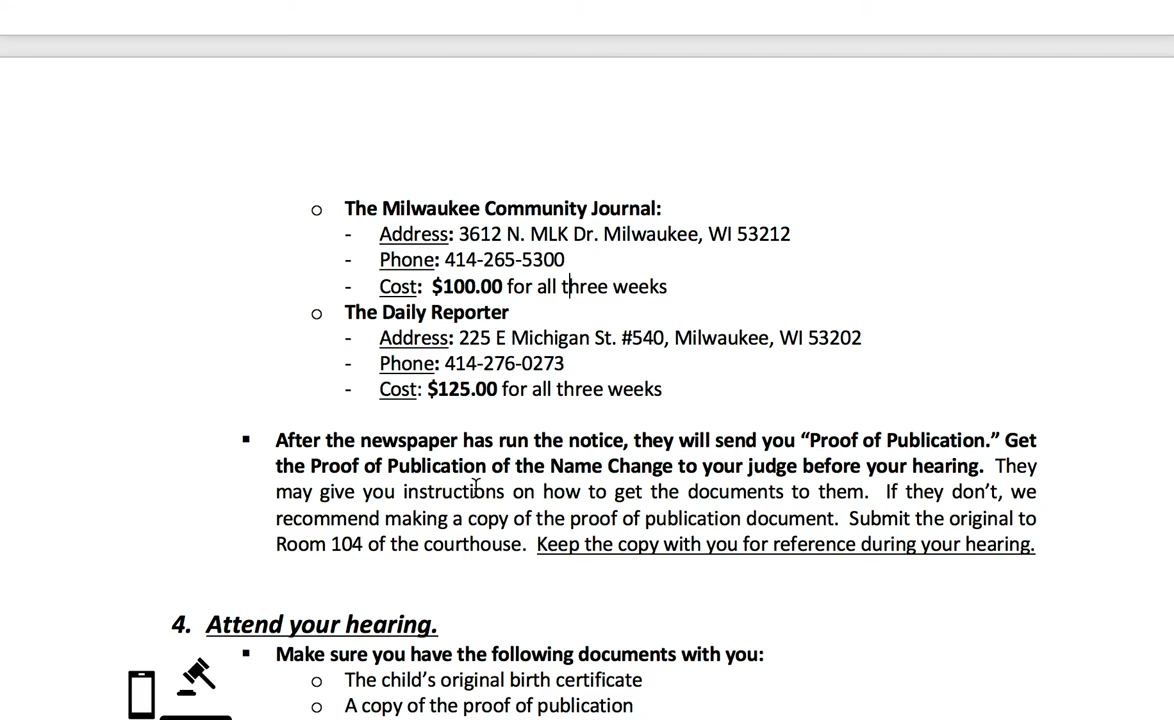 o The Milwaukee Community Journal:
- Address: 3612 N. MLK Dr. Milwaukee, WI 53212
- Phone: 414-265-5300
- Cost: $100.00 for all three weeks
o The Daily Reporter
- Address: 225 E Michigan St. #540, Milwaukee, WI 53202
- Phone: 414-276-0273
- Cost: $125.00 for all three weeks
▪ After the newspaper has run the notice, they will send you “Proof of Publication.” Get
the Proof of Publication of the Name Change to your judge before your hearing. They
may give you instructions on how to get the documents to them. If they don’t, we
recommend making a copy of the proof of publication document. Submit the original to
Room 104 of the courthouse. Keep the copy with you for reference during your hearing.
4. Attend your hearing.
▪ Make sure you have the following documents with you:
o The child’s original birth certificate
o A copy of the proof of publication